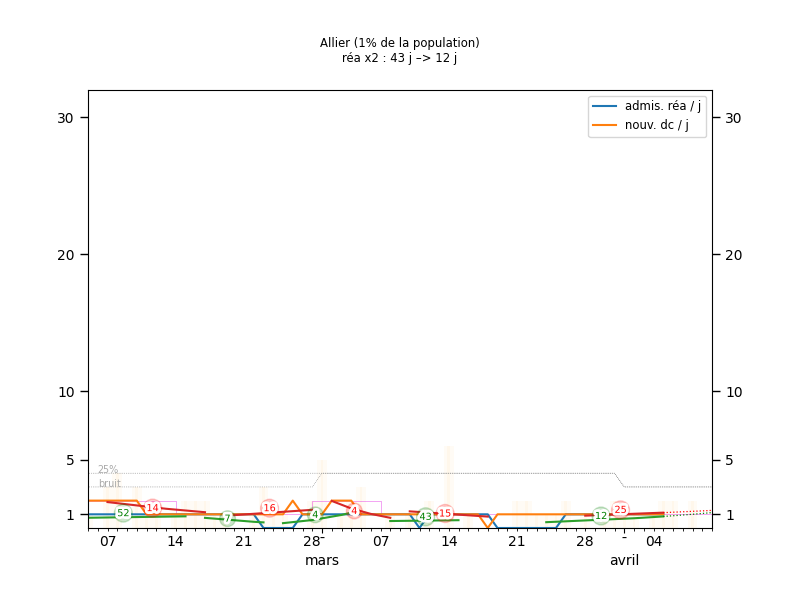 Allier (1% de la population)
réa x2 : 43 j –> 12 j
admis. réa / j
nouv. dc / j
30 30
20 20
10 10
5 5
25%
bruit
1 52 14 7 16 4 4 43 15 12 25 1
07 14 21 28 - 07 14 21 28 - 04
mars avril